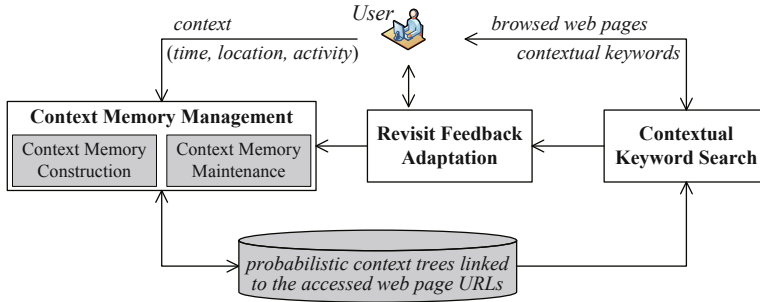 User
context
(time, location, activity)
browsed web pages
contextual keywords
Context Memory Management
Context Memory
Construction
Context Memory
Maintenance
Revisit Feedback
Adaptation
Contextual
Keyword Search
probabilistic context trees linked
to the accessed web page URLs